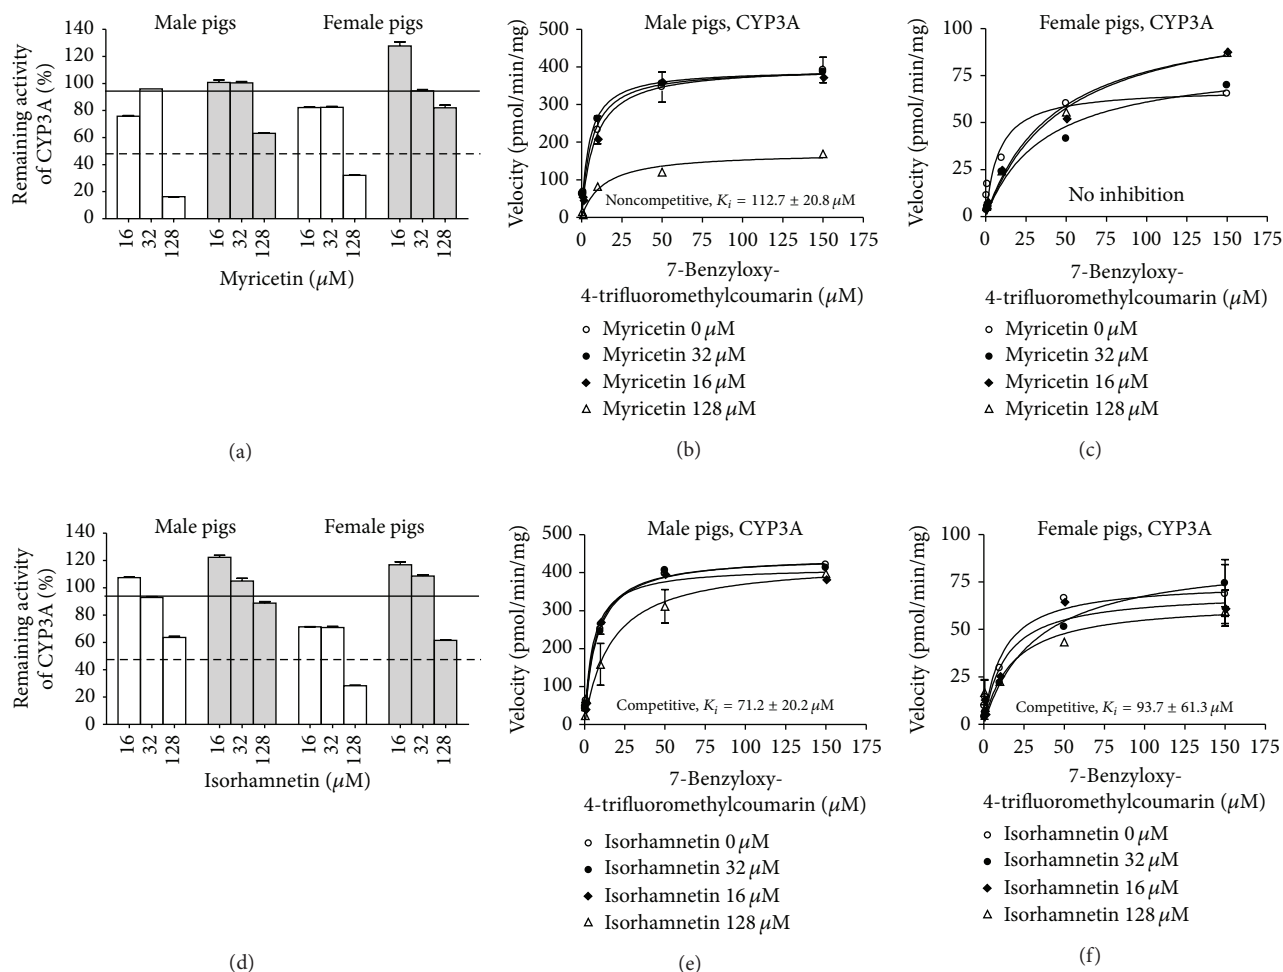 Male pigs Female pigs
Remaining activity
of CYP3A (%)
140
120
100
80
60
40
20
0
16 32 128 16 32 128 16 32 128 16 32 128
Myricetin (μM)
(a)
Male pigs, CYP3A
Velocity (pmol/min/mg)
500
400
300
200
100
0
Noncompetitive, Ki = 112.7 ± 20.8 μM
0 25 50 75 100 125 150 175
7-Benzyloxy-
4-trifluoromethylcoumarin (μM)
Myricetin 0 μM
Myricetin 32 μM
Myricetin 16 μM
Myricetin 128 μM
(b)
Female pigs, CYP3A
Velocity (pmol/min/mg)
100
75
50
25
0
No inhibition
0 25 50 75 100 125 150 175
7-Benzyloxy-
4-trifluoromethylcoumarin (μM)
Myricetin 0 μM
Myricetin 32 μM
Myricetin 16 μM
Myricetin 128 μM
(c)
Male pigs Female pigs
Remaining activity
of CYP3A (%)
140
120
100
80
60
40
20
0
16 32 128 16 32 128 16 32 128 16 32 128
Isorhamnetin (μM)
(d)
Male pigs, CYP3A
Velocity (pmol/min/mg)
500
400
300
200
100
0
Competitive, Ki = 71.2 ± 20.2 μM
0 25 50 75 100 125 150 175
7-Benzyloxy-
4-trifluoromethylcoumarin (μM)
Isorhamnetin 0 μM
Isorhamnetin 32 μM
Isorhamnetin 16 μM
Isorhamnetin 128 μM
(e)
Female pigs, CYP3A
Velocity (pmol/min/mg)
100
75
50
25
0
Competitive, Ki = 93.7 ± 61.3 μM
0 25 50 75 100 125 150 175
7-Benzyloxy-
4-trifluoromethylcoumarin (μM)
Isorhamnetin 0 μM
Isorhamnetin 32 μM
Isorhamnetin 16 μM
Isorhamnetin 128 μM
(f)